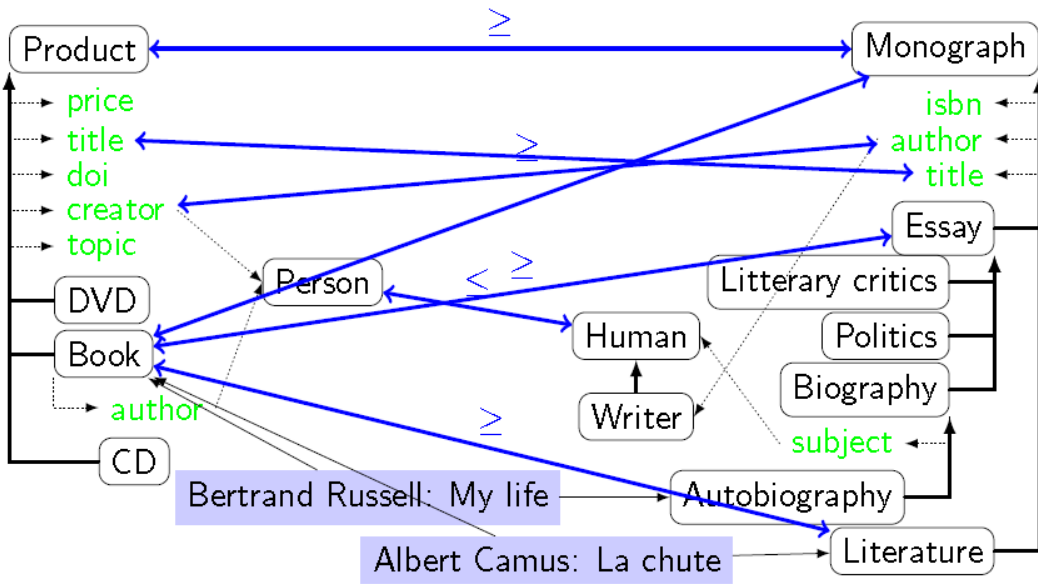 ≥
Product
Monograph
price
isbn
title
≥
author
doi
title
creator
topic
Essay
Person
≤
≥
Litterary critics
DVD
Human
Politics
Book
Biography
author
Writer
≥
subject
CD
Bertrand Russell: My life
Autobiography
Albert Camus: La chute
Literature